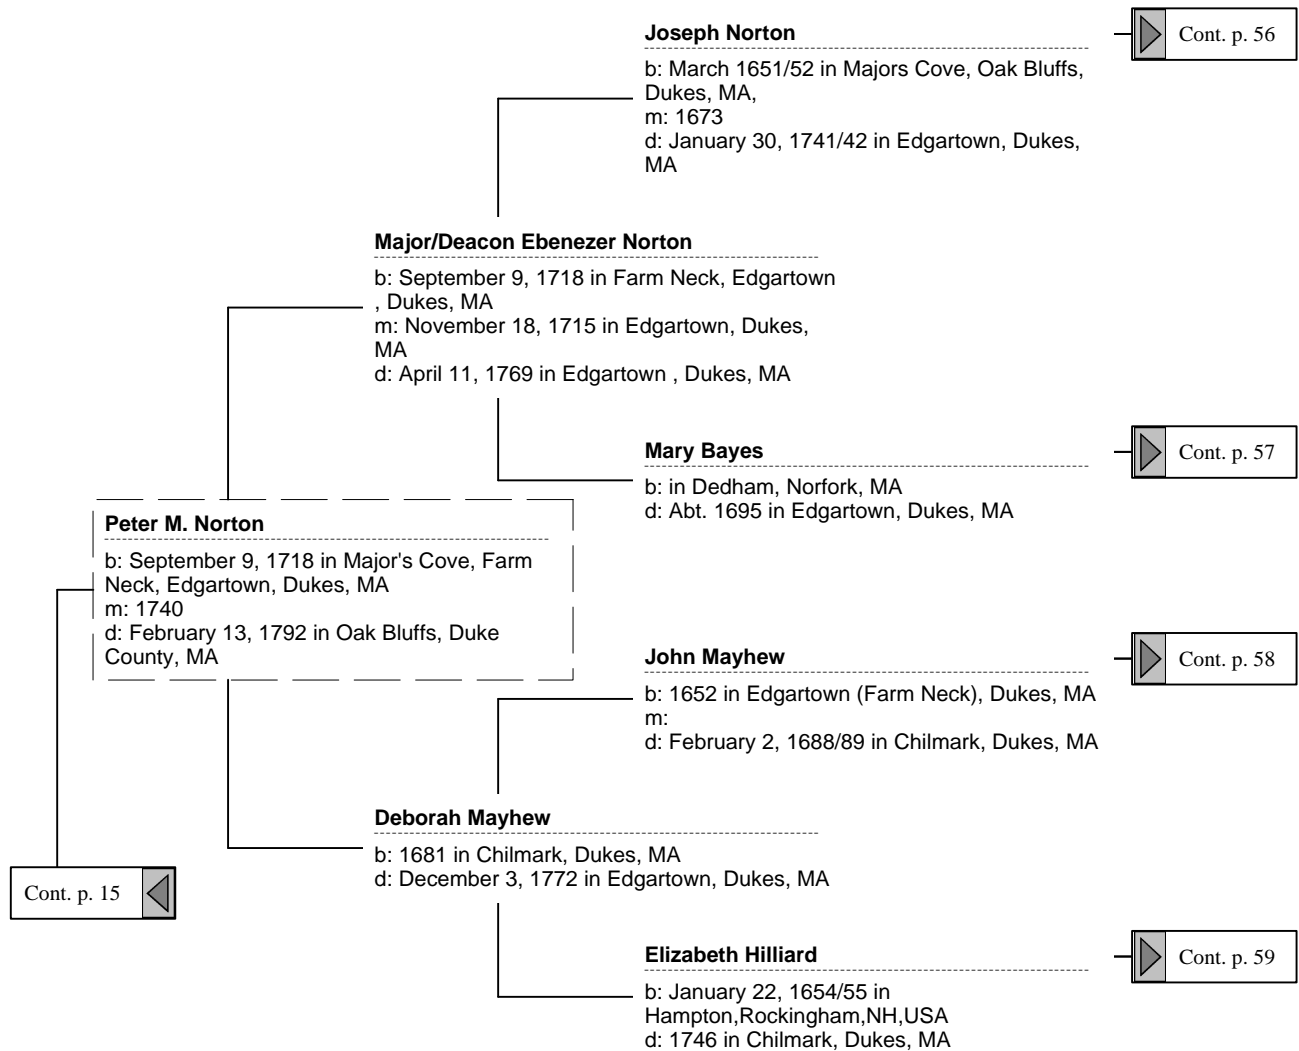 Joseph Norton
Cont. p. 56
b: March 1651/52 in Majors Cove, Oak Bluffs,
Dukes, MA,
m: 1673
d: January 30, 1741/42 in Edgartown, Dukes,
MA
Major/Deacon Ebenezer Norton
b: September 9, 1718 in Farm Neck, Edgartown
, Dukes, MA
m: November 18, 1715 in Edgartown, Dukes,
MA
d: April 11, 1769 in Edgartown , Dukes, MA
Mary Bayes
Cont. p. 57
b: in Dedham, Norfork, MA
d: Abt. 1695 in Edgartown, Dukes, MA
Peter M. Norton
b: September 9, 1718 in Major's Cove, Farm
Neck, Edgartown, Dukes, MA
m: 1740
d: February 13, 1792 in Oak Bluffs, Duke
County, MA
John Mayhew
Cont. p. 58
b: 1652 in Edgartown (Farm Neck), Dukes, MA
m:
d: February 2, 1688/89 in Chilmark, Dukes, MA
Deborah Mayhew
b: 1681 in Chilmark, Dukes, MA
d: December 3, 1772 in Edgartown, Dukes, MA
Cont. p. 15
Elizabeth Hilliard
Cont. p. 59
b: January 22, 1654/55 in
Hampton,Rockingham,NH,USA
d: 1746 in Chilmark, Dukes, MA